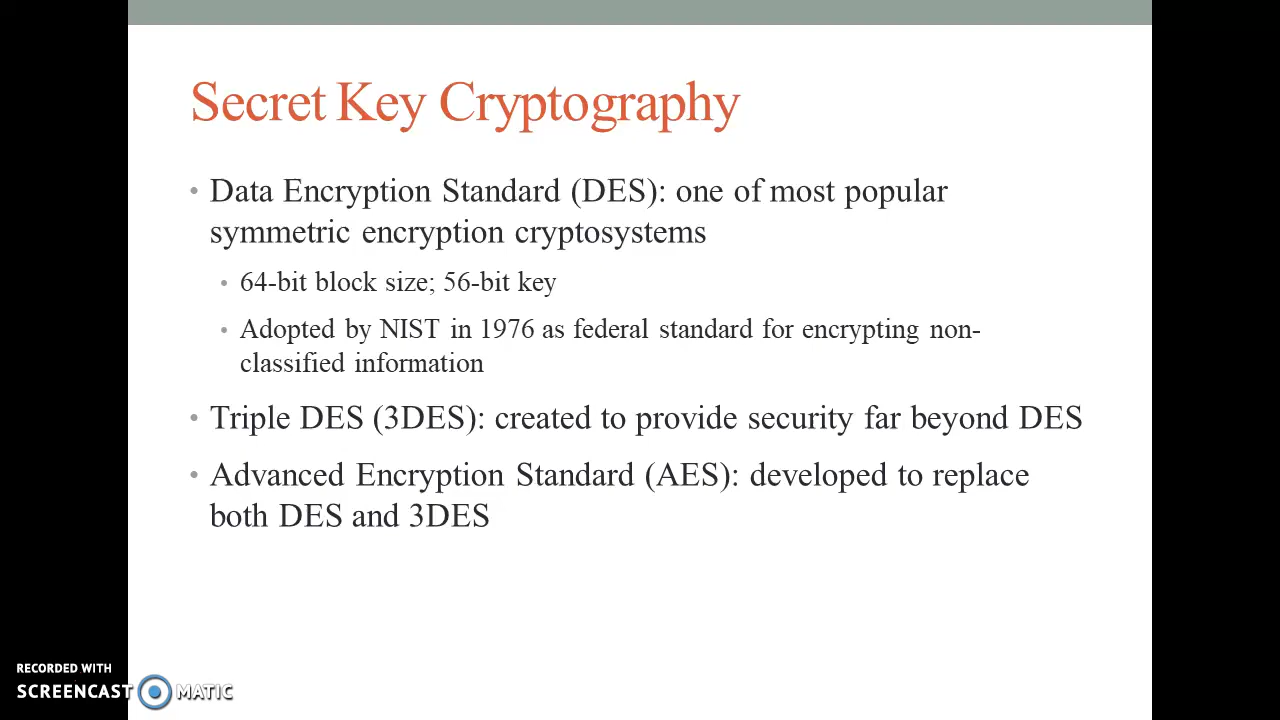 Secret Key Cryptography
• Data Encryption Standard (DES): one of most popular
symmetric encryption cryptosystems
• 64-bit block size; 56-bit key
• Adopted by NIST in 1976 as federal standard for encrypting non-
classified information
• Triple DES (3DES): created to provide security far beyond DES
• Advanced Encryption Standard (AES): developed to replace
both DES and 3DES
RECORDED WITH
SCREENCAST MATIC